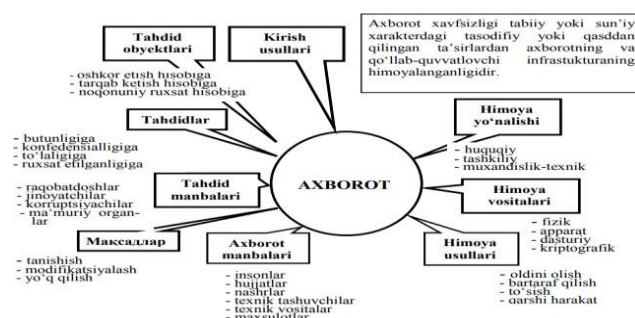 Tahdid
obyektlari
- oshkor etish hisobiga
- tarqab ketish hisobiga
- noqonuniy ruxsat hisobiga
Kirish
usullari
Axborot xavfsizligi tabiiy yoki sun'iy
xarakterdagi tasodifiy yoki qasddan
qilingan ta'sirlardan axborotning va
qo'llab-quvvatlovchi infrastukturaning
himoyalanganligidir.
Tahdidlar
- butunligiga
- konfedensialligiga
- to'laligiga
- ruxsat etilganligiga
Himoya
yo'nalishi
- huquqiy
- tashkiliy
- muxandislik-texnik
AXBOROT
Tahdid
manbalari
- raqobatdoshlar
- jinoyatchilar
- korruptsiyachilar
- ma'muriy organ-
lar
Himoya
vositalari
- fizik
- apparat
- dasturiy
- kriptografik
Мақсадлар
- tanishish
- modifikatsiyalash
- yo'q qilish
Axborot
manbalari
- insonlar
- hujjatlar
- nashrlar
- texnik tashuvchilar
- texnik vositalar
- maxsulotlar
Himoya
usullari
- oldini olish
- bartaraf qilish
- to'sish
- qarshi harakat